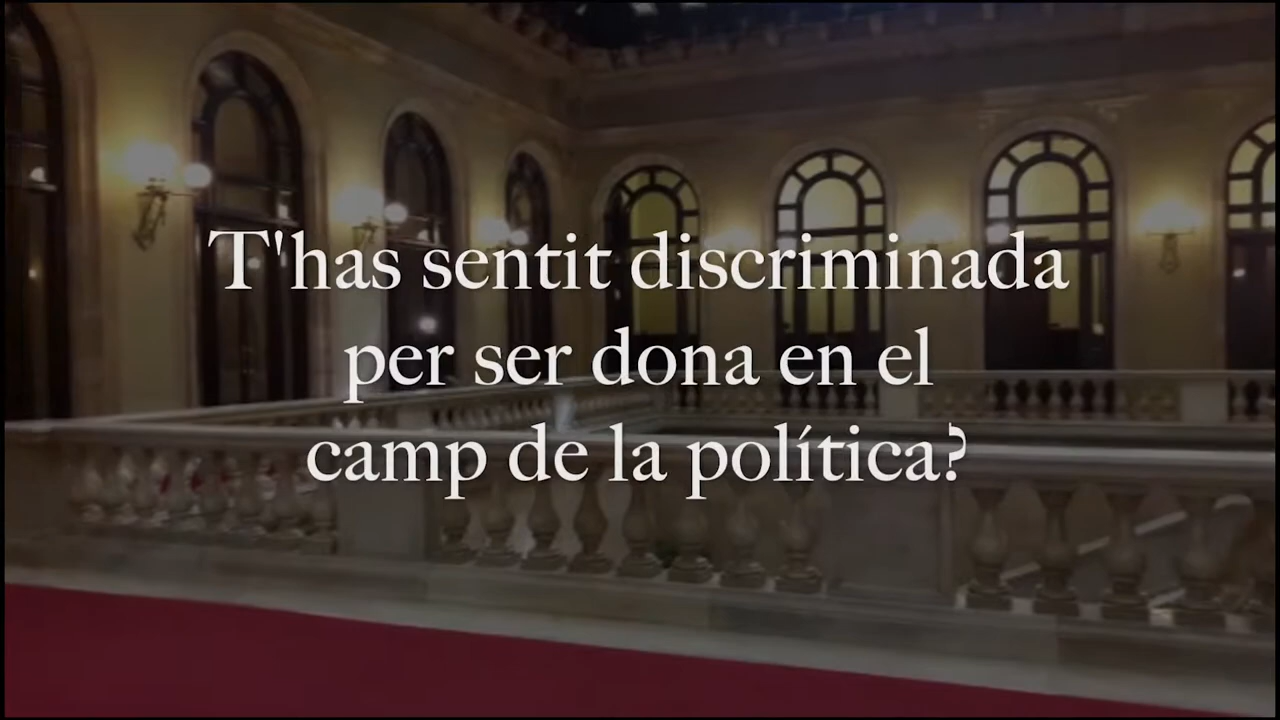 T'has sentit discriminada
per ser dona en el
camp de la política?